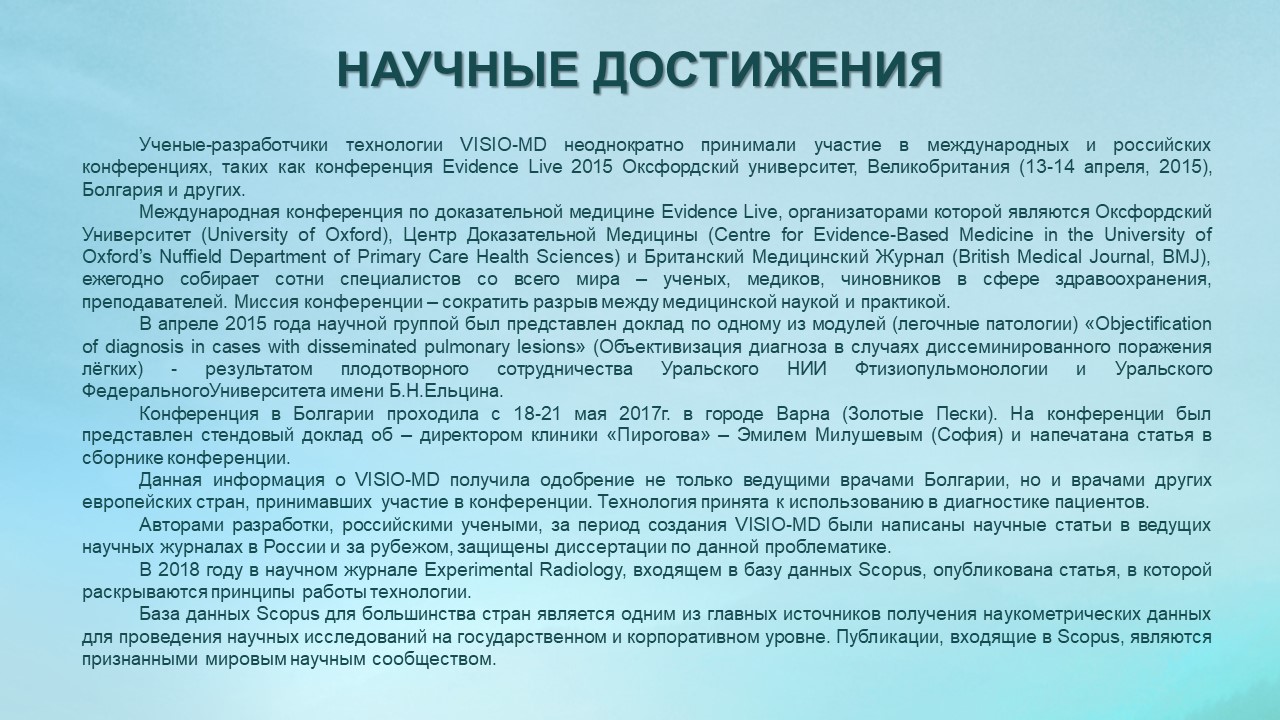 НАУЧНЫЕ ДОСТИЖЕНИЯ
Ученые-разработчики технологии VISIO-MD неоднократно принимали участие в международных и российских
конференциях, таких как конференция Evidence Live 2015 Оксфордский университет, Великобритания (13-14 апреля, 2015),
Болгария и других.
Международная конференция по доказательной медицине Evidence Live, организаторами которой являются Оксфордский
Университет (University of Oxford), Центр Доказательной Медицины (Centre for Evidence-Based Medicine in the University of
Oxford’s Nuffield Department of Primary Care Health Sciences) и Британский Медицинский Журнал (British Medical Journal, BMJ),
ежегодно собирает сотни специалистов со всего мира – ученых, медиков, чиновников в сфере здравоохранения,
преподавателей. Миссия конференции – сократить разрыв между медицинской наукой и практикой.
В апреле 2015 года научной группой был представлен доклад по одному из модулей (легочные патологии) «Objectification
of diagnosis in cases with disseminated pulmonary lesions» (Объективизация диагноза в случаях диссеминированного поражения
лёгких) - результатом плодотворного сотрудничества Уральского НИИ Фтизиопульмонологии и Уральского
ФедеральногоУниверситета имени Б.Н.Ельцина.
Конференция в Болгарии проходила с 18-21 мая 2017г. в городе Варна (Золотые Пески). На конференции был
представлен стендовый доклад об – директором клиники «Пирогова» – Эмилем Милушевым (София) и напечатана статья в
сборнике конференции.
Данная информация о VISIO-MD получила одобрение не только ведущими врачами Болгарии, но и врачами других
европейских стран, принимавших участие в конференции. Технология принята к использованию в диагностике пациентов.
Авторами разработки, российскими учеными, за период создания VISIO-MD были написаны научные статьи в ведущих
научных журналах в России и за рубежом, защищены диссертации по данной проблематике.
В 2018 году в научном журнале Experimental Radiology, входящем в базу данных Scopus, опубликована статья, в которой
раскрываются принципы работы технологии.
База данных Scopus для большинства стран является одним из главных источников получения наукометрических данных
для проведения научных исследований на государственном и корпоративном уровне. Публикации, входящие в Scopus, являются
признанными мировым научным сообществом.